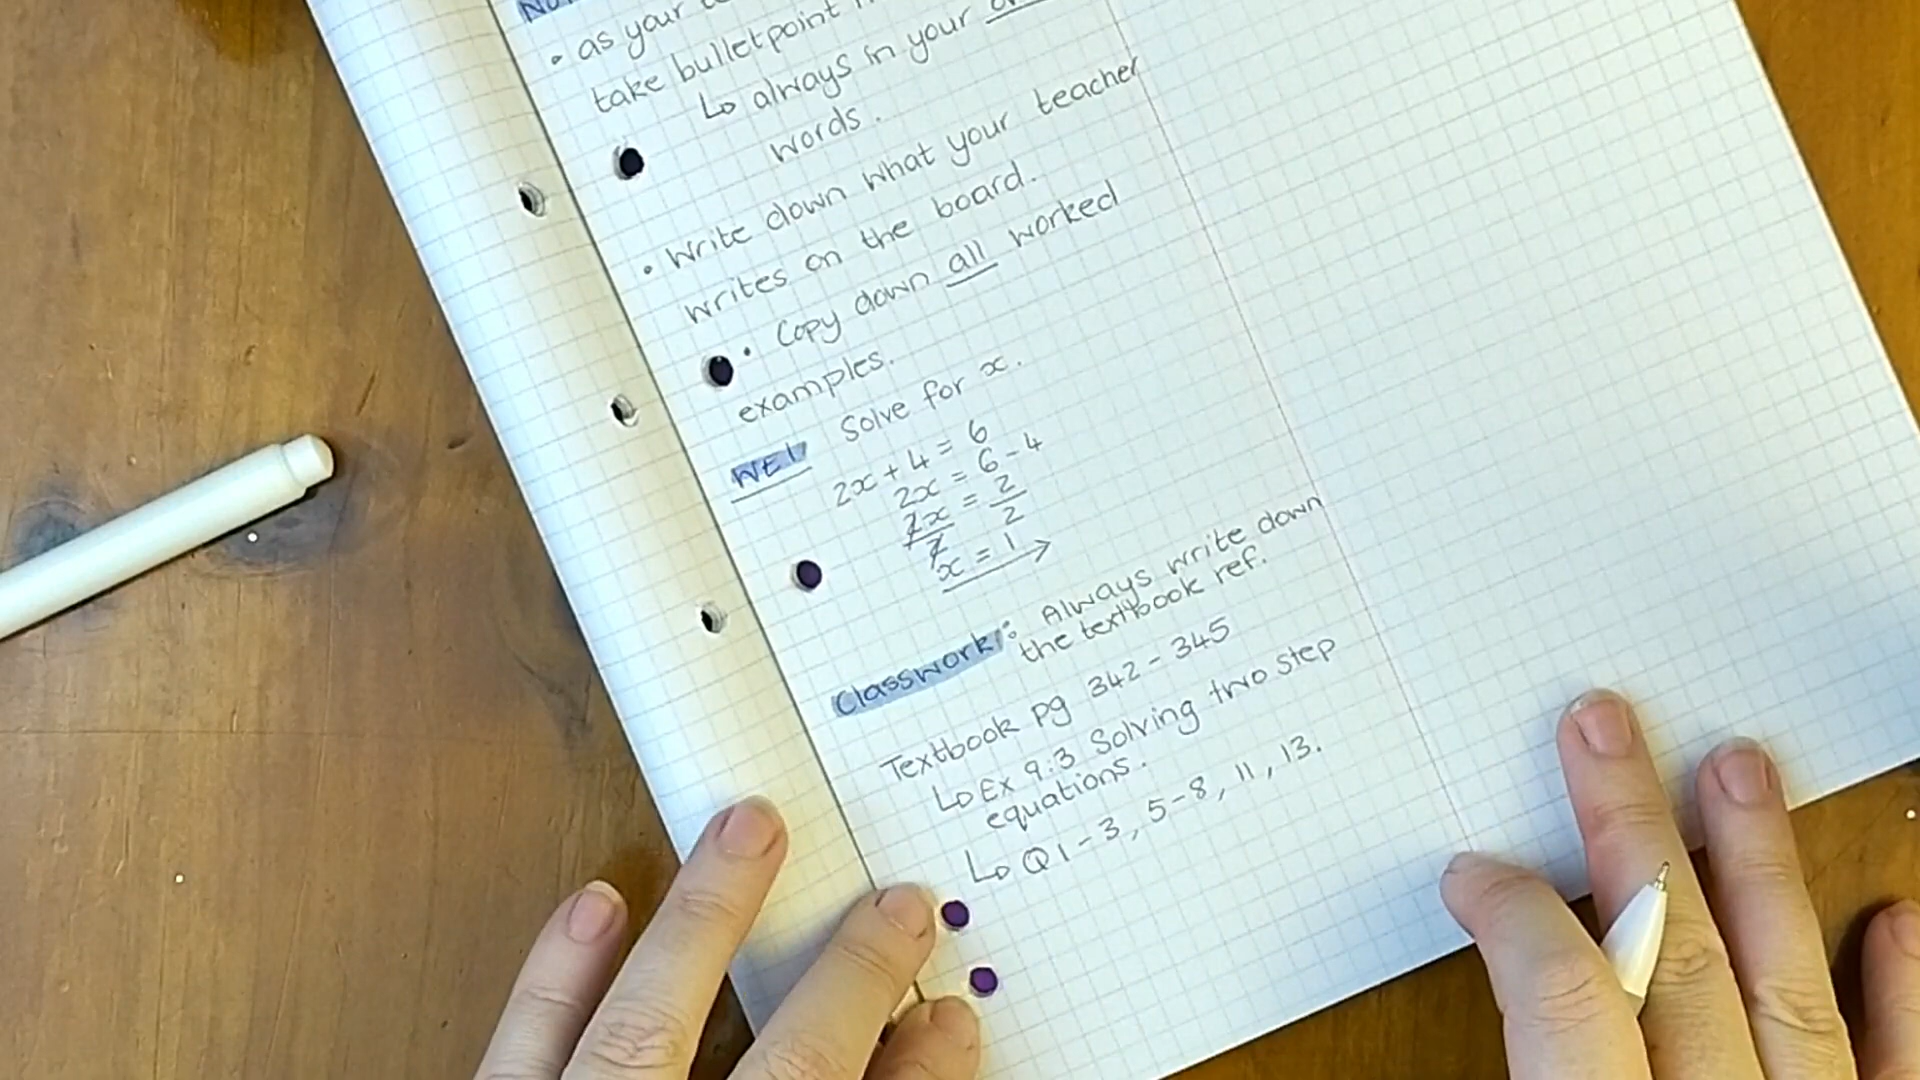 • as your
take bulletpoint
↳ always in your
words.
• Write down what your teacher
writes on the board.
• Copy down all worked
examples.
WE1 Solve for x.
2x + 4 = 6
2x = 6 - 4
2x/2 = 2/2
x = 1
Classwork: Always write down
the textbook ref.
Textbook pg 342 - 345
↳ Ex 9.3 Solving two step
equations.
↳ Q1-3, 5-8, 11, 13.